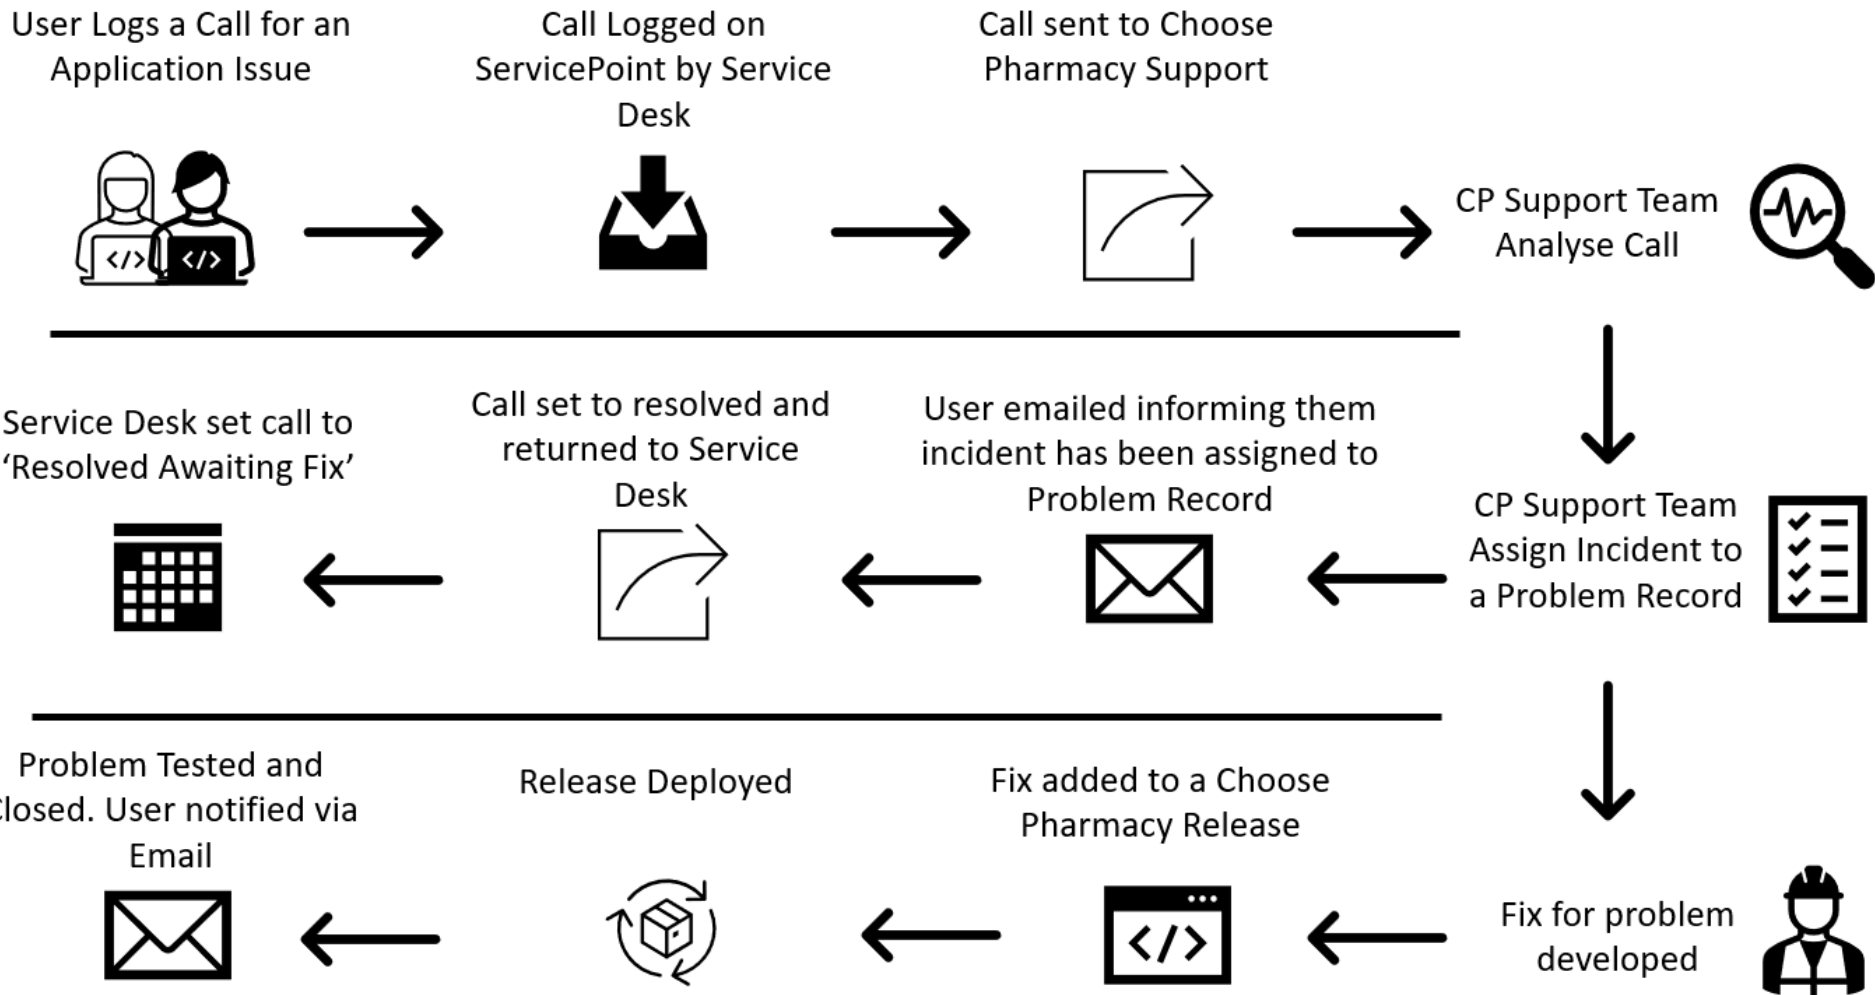 User Logs a Call for an
Application Issue
Call Logged on
ServicePoint by Service
Desk
Call sent to Choose
Pharmacy Support
CP Support Team
Analyse Call
</>
</>
Service Desk set call to
‘Resolved Awaiting Fix’
Call set to resolved and
returned to Service
Desk
User emailed informing them
incident has been assigned to
Problem Record
CP Support Team
Assign Incident to
a Problem Record
Problem Tested and
Closed. User notified via
Email
Release Deployed
Fix added to a Choose
Pharmacy Release
</>
Fix for problem
developed